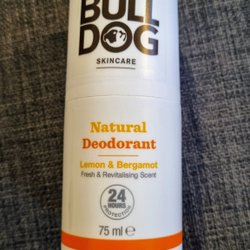 BULL
DOG
SKINCARE
Natural
Deodorant
Lemon & Bergamot
Fresh & Revitalising Scent
24
HOURS
PROTECTION
75 ml ℮